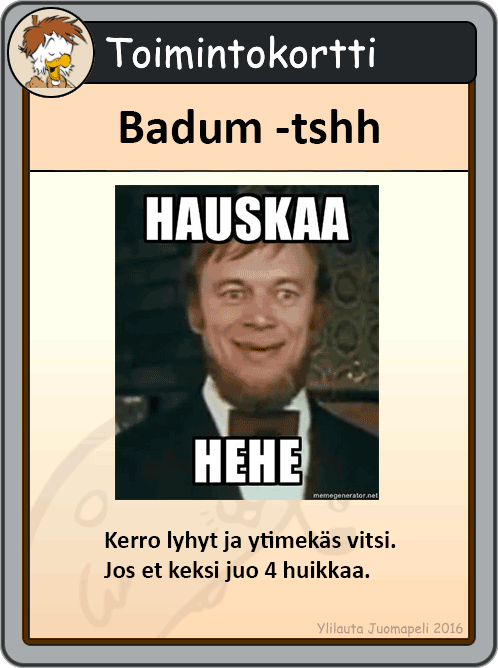 Toimintokortti
Badum -tshh
HAUSKAA
HEHE
memegenerator.net
Kerro lyhyt ja ytimekäs vitsi.
Jos et keksi juo 4 huikkaa.
Ylilauta Juomapeli 2016